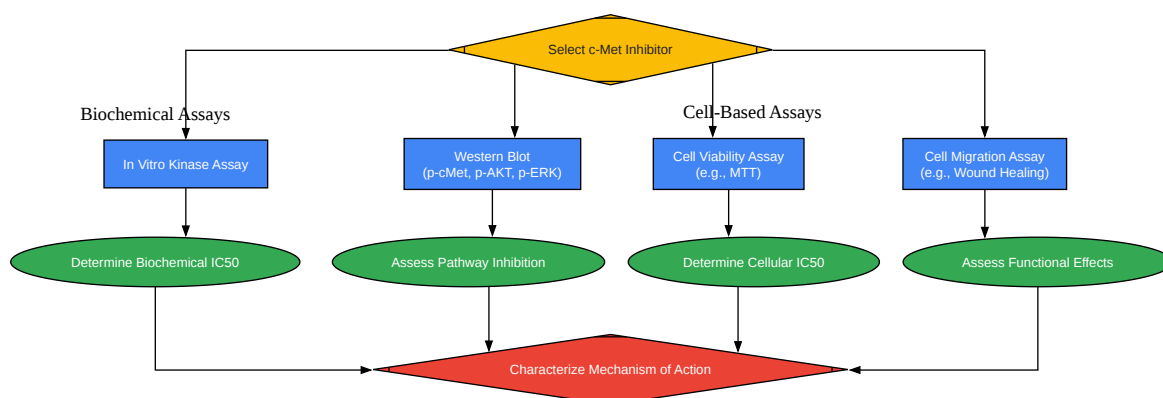 Select c-Met Inhibitor
Biochemical Assays
Cell-Based Assays
In Vitro Kinase Assay
Western Blot
(p-cMet, p-AKT, p-ERK)
Cell Viability Assay
(e.g., MTT)
Cell Migration Assay
(e.g., Wound Healing)
Determine Biochemical IC50
Assess Pathway Inhibition
Determine Cellular IC50
Assess Functional Effects
Characterize Mechanism of Action